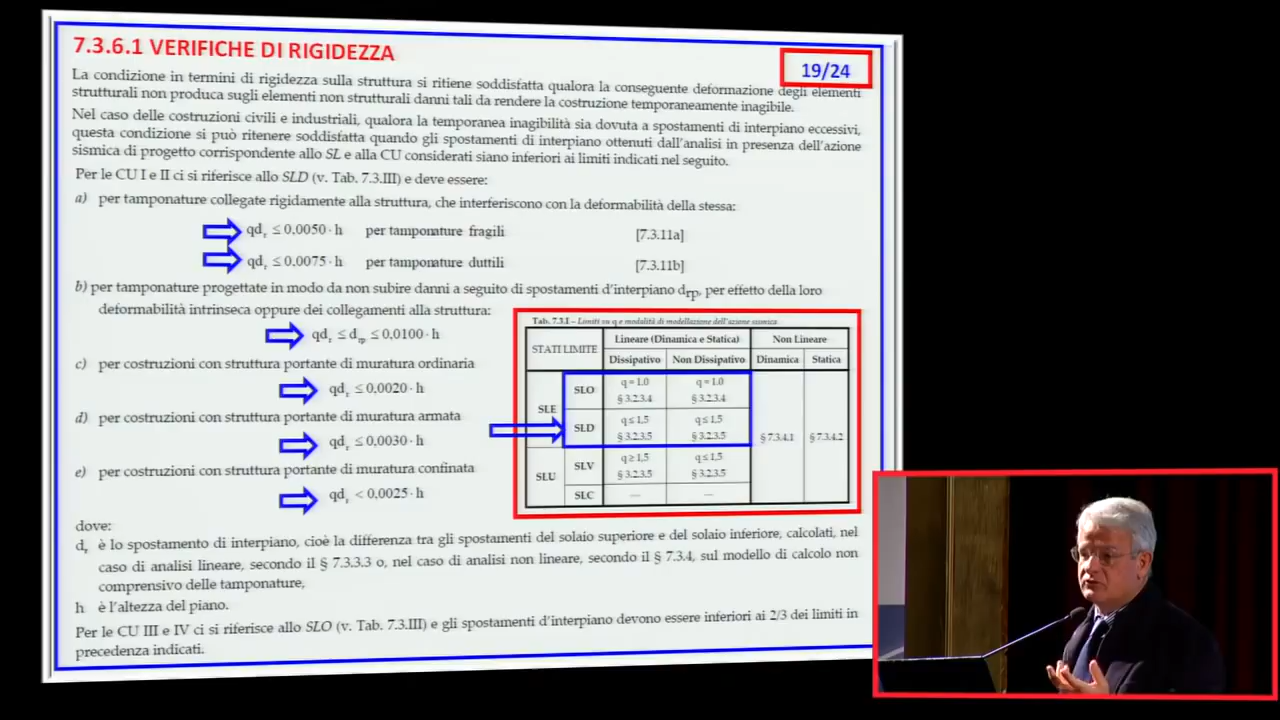 7.3.6.1 VERIFICHE DI RIGIDEZZA
19/24
La condizione in termini di rigidezza sulla struttura si ritiene soddisfatta qualora la conseguente deformazione degli elementi
strutturali non produca sugli elementi non strutturali danni tali da rendere la costruzione temporaneamente inagibile.
Nel caso delle costruzioni civili e industriali, qualora la temporanea inagibilità sia dovuta a spostamenti di interpiano eccessivi,
questa condizione si può ritenere soddisfatta quando gli spostamenti di interpiano ottenuti dall'analisi in presenza dell'azione
sismica di progetto corrispondente allo SL e alla CU considerati siano inferiori ai limiti indicati nel seguito.
Per le CU I e II ci si riferisce allo SLD (v. Tab. 7.3.III) e deve essere:
a) per tamponature collegate rigidamente alla struttura, che interferiscono con la deformabilità della stessa:
qdr ≤ 0,0050 · h per tamponature fragili [7.3.11a]
qdr ≤ 0,0075 · h per tamponature duttili [7.3.11b]
b) per tamponature progettate in modo da non subire danni a seguito di spostamenti d'interpiano drp, per effetto della loro
deformabilità intrinseca oppure dei collegamenti alla struttura:
qdr ≤ drp ≤ 0,0100 · h
c) per costruzioni con struttura portante di muratura ordinaria
qdr ≤ 0,0020 · h
d) per costruzioni con struttura portante di muratura armata
qdr ≤ 0,0030 · h
e) per costruzioni con struttura portante di muratura confinata
qdr < 0,0025 · h
Tab. 7.3.I – Limiti su q e modalità di modellazione dell'azione sismica
STATI LIMITE Lineare (Dinamica e Statica) Non Lineare
Dissipativo Non Dissipativo Dinamica Statica
SLE SLO q = 1.0 § 3.2.3.4 q = 1.0 § 3.2.3.4
SLD q ≤ 1,5 § 3.2.3.5 q ≤ 1,5 § 3.2.3.5 § 7.3.4.1 § 7.3.4.2
SLU SLV q ≥ 1,5 § 3.2.3.5 q ≤ 1,5 § 3.2.3.5
SLC --- ---
dove:
dr è lo spostamento di interpiano, cioè la differenza tra gli spostamenti del solaio superiore e del solaio inferiore, calcolati, nel
caso di analisi lineare, secondo il § 7.3.3.3 o, nel caso di analisi non lineare, secondo il § 7.3.4, sul modello di calcolo non
comprensivo delle tamponature,
h è l'altezza del piano.
Per le CU III e IV ci si riferisce allo SLO (v. Tab. 7.3.III) e gli spostamenti d'interpiano devono essere inferiori ai 2/3 dei limiti in
precedenza indicati.